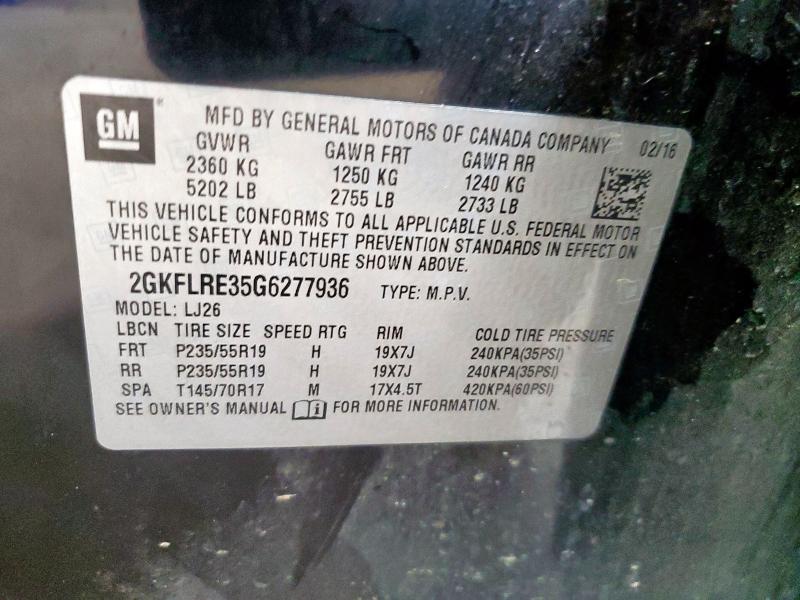 GM
MFD BY GENERAL MOTORS OF CANADA COMPANY 02/16
GVWR GAWR FRT GAWR RR
2360 KG 1250 KG 1240 KG
5202 LB 2755 LB 2733 LB
THIS VEHICLE CONFORMS TO ALL APPLICABLE U.S. FEDERAL MOTOR
VEHICLE SAFETY AND THEFT PREVENTION STANDARDS IN EFFECT ON
THE DATE OF MANUFACTURE SHOWN ABOVE.
2GKFLRE35G6277936 TYPE: M.P.V.
MODEL: LJ26
LBCN TIRE SIZE SPEED RTG RIM COLD TIRE PRESSURE
FRT P235/55R19 H 19X7J 240KPA(35PSI)
RR P235/55R19 H 19X7J 240KPA(35PSI)
SPA T145/70R17 M 17X4.5T 420KPA(60PSI)
SEE OWNER'S MANUAL FOR MORE INFORMATION.